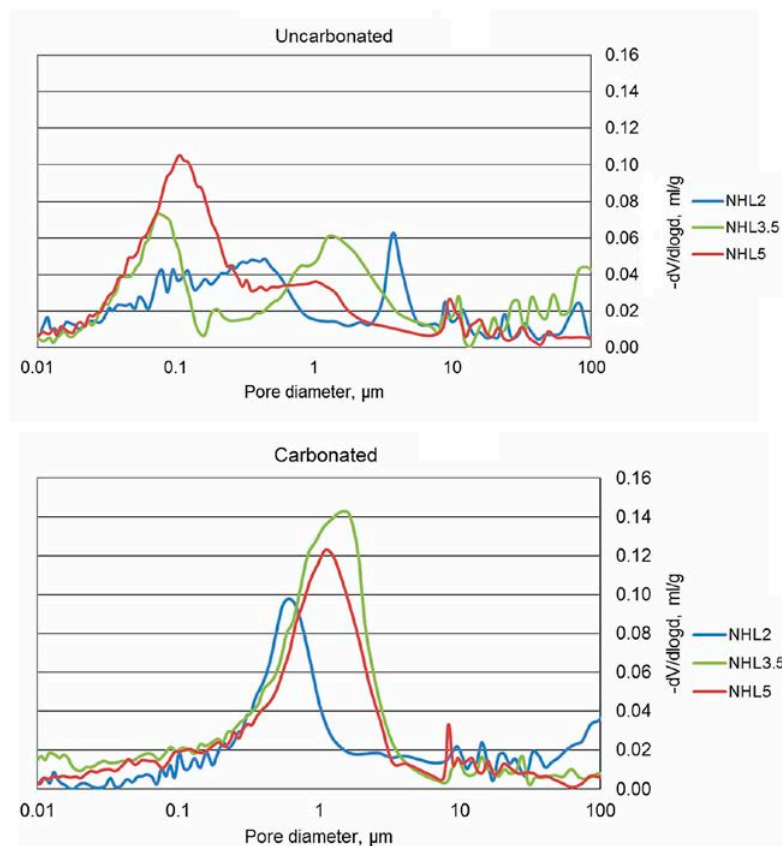 Uncarbonated
0.16
0.14
0.12
0.10
0.08
0.06
0.04
0.02
0.00
-dV/dlogd, ml/g
NHL2
NHL3.5
NHL5
0.01 0.1 1 10 100
Pore diameter, µm
Carbonated
0.16
0.14
0.12
0.10
0.08
0.06
0.04
0.02
0.00
-dV/dlogd, ml/g
NHL2
NHL3.5
NHL5
0.01 0.1 1 10 100
Pore diameter, µm